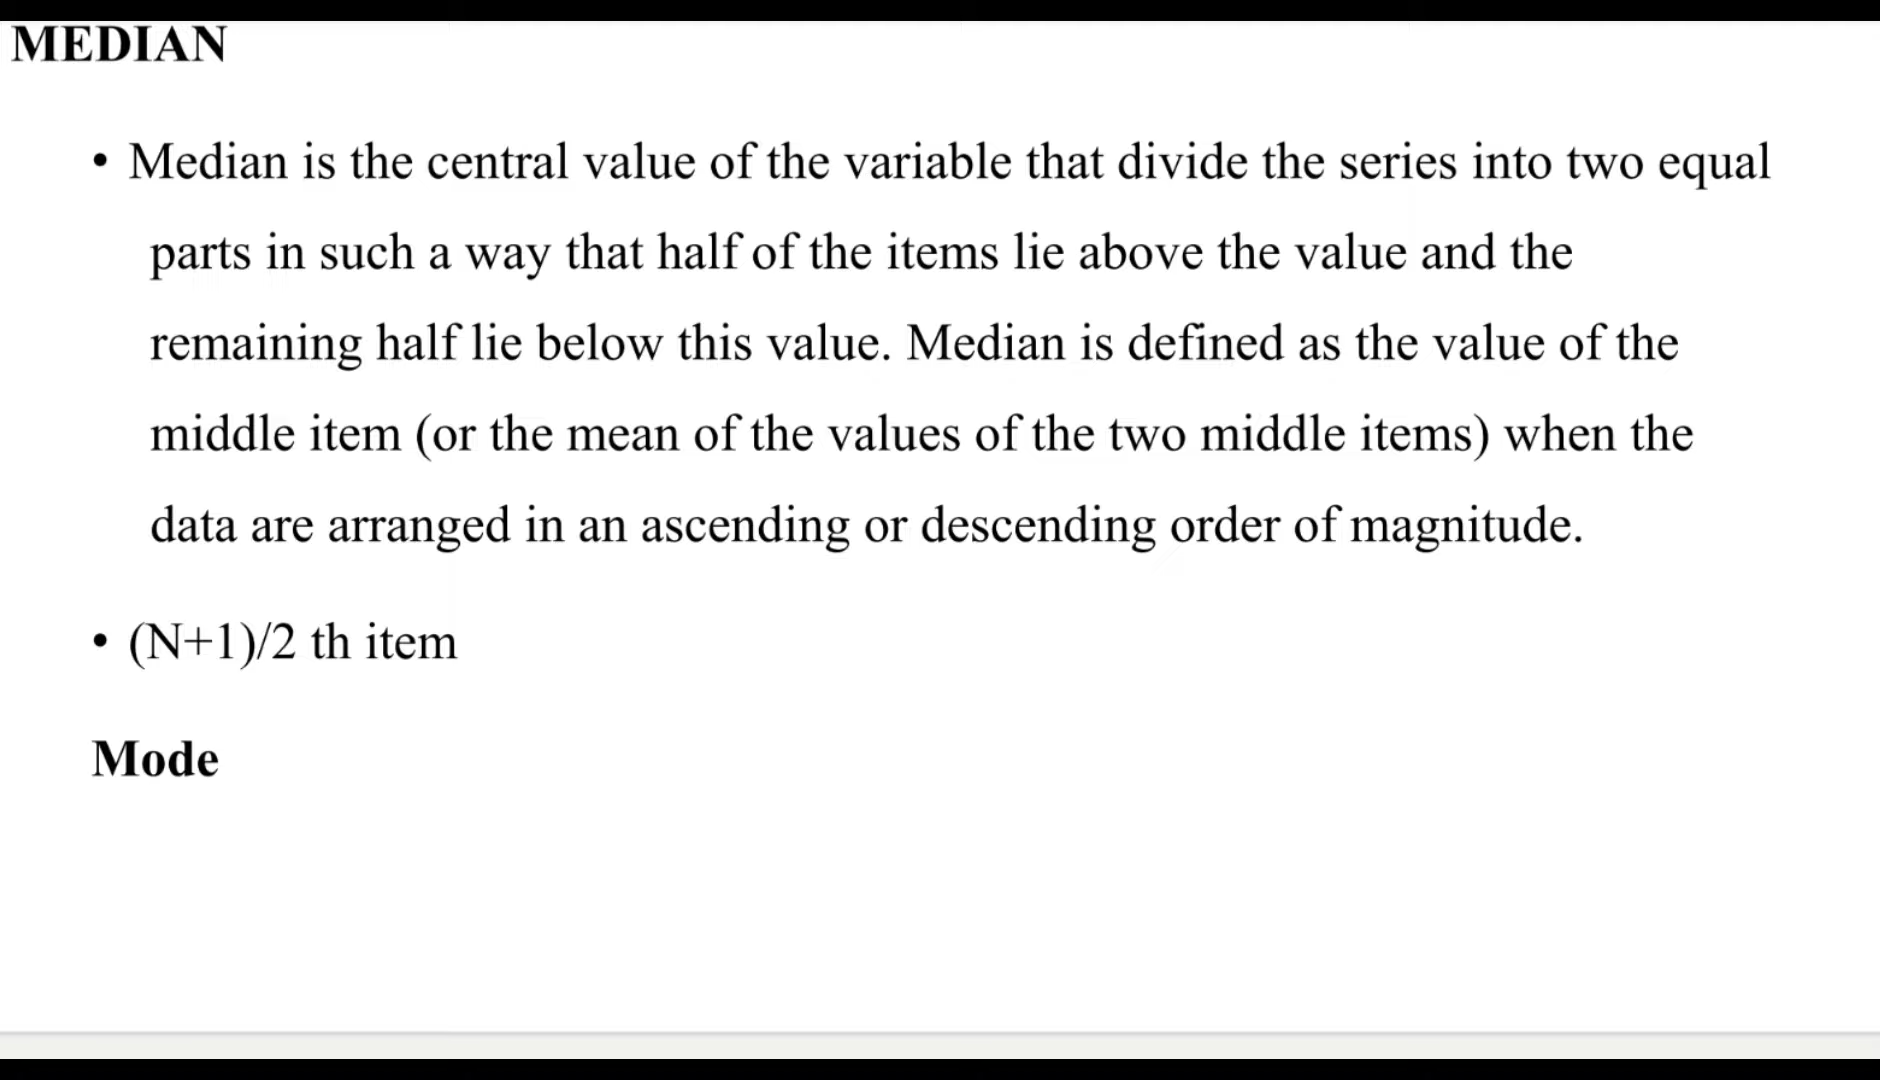 MEDIAN
• Median is the central value of the variable that divide the series into two equal
parts in such a way that half of the items lie above the value and the
remaining half lie below this value. Median is defined as the value of the
middle item (or the mean of the values of the two middle items) when the
data are arranged in an ascending or descending order of magnitude.
• (N+1)/2 th item
Mode